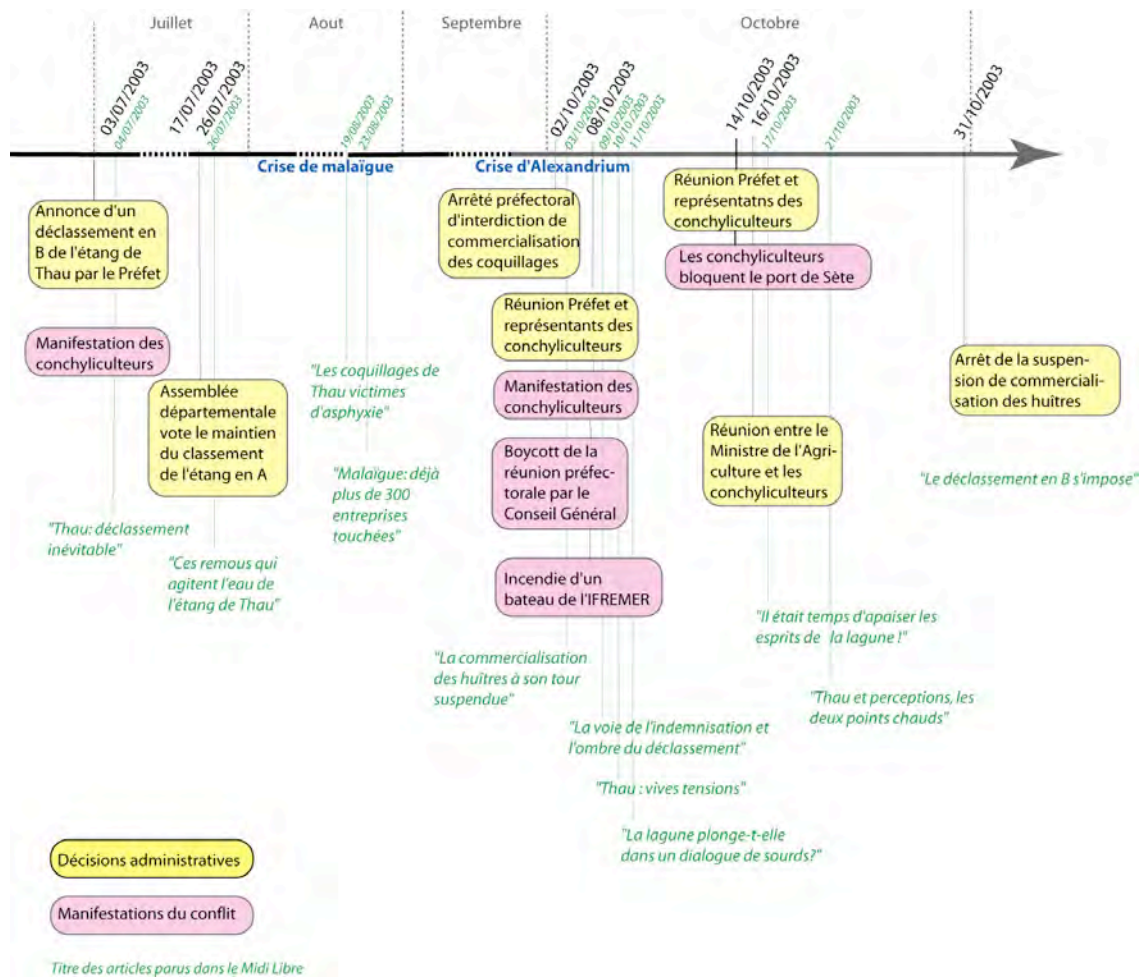 Juillet
Aout
Septembre
Octobre
03/07/2003
04/07/2003
17/07/2003
26/07/2003
26/07/2003
19/08/2003
23/08/2003
02/10/2003
03/10/2003
08/10/2003
09/10/2003
10/10/2003
11/10/2003
14/10/2003
16/10/2003
17/10/2003
21/10/2003
31/10/2003
Crise de malaïgue
Crise d'Alexandrium
Annonce d'un
déclassement en
B de l'étang de
Thau par le Préfet
Manifestation des
conchyliculteurs
Assemblée
départementale
vote le maintien
du classement
de l'étang en A
"Thau: déclassement
inévitable"
"Ces remous qui
agitent l'eau de
l'étang de Thau"
"Les coquillages de
Thau victimes
d'asphyxie"
"Malaïgue: déjà
plus de 300
entreprises
touchées"
Arrêté préfectoral
d'interdiction de
commercialisation
des coquillages
Réunion Préfet et
représentants des
conchyliculteurs
Manifestation des
conchyliculteurs
Boycott de la
réunion préfec-
torale par le
Conseil Général
Incendie d'un
bateau de l'IFREMER
"La commercialisation
des huîtres à son tour
suspendue"
"La voie de l'indemnisation et
l'ombre du déclassement"
"Thau : vives tensions"
"La lagune plonge-t-elle
dans un dialogue de sourds?"
Réunion Préfet et
représentatns des
conchyliculteurs
Les conchyliculteurs
bloquent le port de Sète
Réunion entre le
Ministre de l'Agri-
culture et les
conchyliculteurs
"Il était temps d'apaiser les
esprits de la lagune !"
"Thau et perceptions, les
deux points chauds"
Arrêt de la suspen-
sion de commerciali-
sation des huîtres
"Le déclassement en B s'impose"
Décisions administratives
Manifestations du conflit
Titre des articles parus dans le Midi Libre